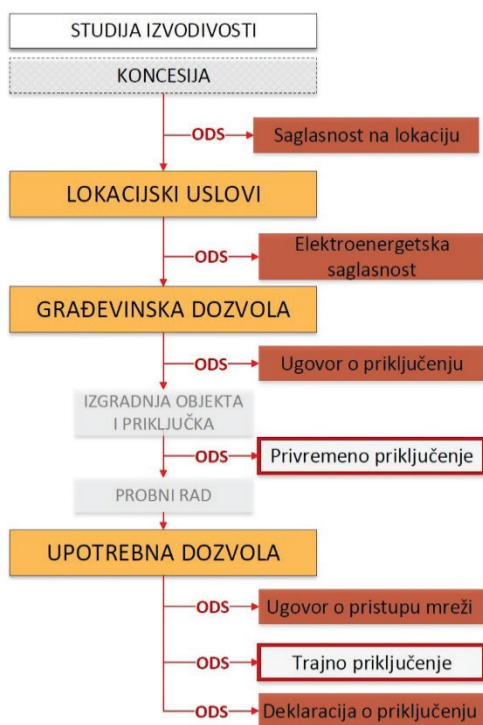 STUDIJA IZVODIVOSTI
KONCESIJA
ODS
Saglasnost na lokaciju
LOKACIJSKI USLOVI
ODS
Elektroenergetska
saglasnost
GRAĐEVINSKA DOZVOLA
ODS
Ugovor o priključenju
IZGRADNJA OBJEKTA
I PRIKLJUČKA
ODS
Privremeno priključenje
PROBNI RAD
UPOTREBNA DOZVOLA
ODS
Ugovor o pristupu mreži
ODS
Trajno priključenje
ODS
Deklaracija o priključenju